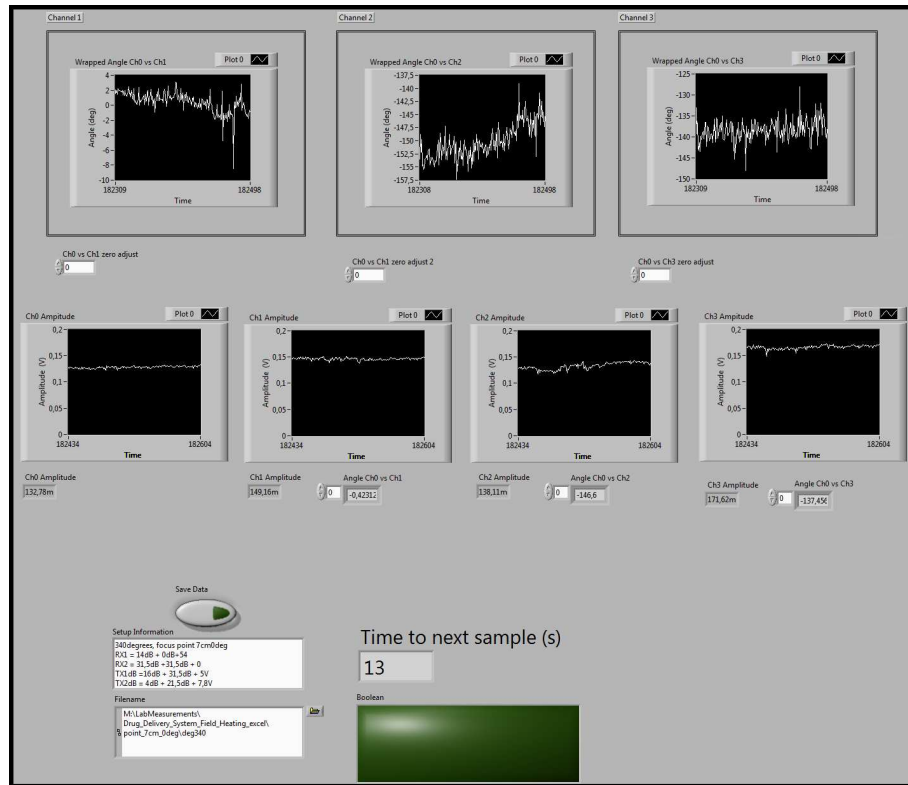 Channel 1
Channel 2
Channel 3
Wrapped Angle Ch0 vs Ch1
Plot 0
4
2
0
-2
-4
-6
-8
-10
Angle (deg)
182309
182498
Time
Wrapped Angle Ch0 vs Ch2
Plot 0
-137,5
-140
-142,5
-145
-147,5
-150
-152,5
-155
-157,5
Angle (deg)
182308
182498
Time
Wrapped Angle Ch0 vs Ch3
Plot 0
-125
-130
-135
-140
-145
-150
Angle (deg)
182309
182498
Time
Ch0 vs Ch1 zero adjust
0
Ch0 vs Ch1 zero adjust 2
0
Ch0 vs Ch3 zero adjust
0
Ch0 Ampitude
Plot 0
0,2
0,15
0,1
0,05
0
Amplitude (V)
182434
182604
Time
Ch1 Ampitude
Plot 0
0,2
0,15
0,1
0,05
0
Amplitude (V)
182434
182604
Time
Ch2 Ampitude
Plot 0
0,2
0,15
0,1
0,05
0
Amplitude (V)
182434
182604
Time
Ch3 Ampitude
Plot 0
0,2
0,15
0,1
0,05
0
Amplitude (V)
182434
182604
Time
Ch0 Amplitude
132,78m
Ch1 Amplitude
149,16m
Angle Ch0 vs Ch1
0
-0,42312
Ch2 Amplitude
138,11m
Angle Ch0 vs Ch2
0
-146,6
Ch3 Amplitude
171,62m
Angle Ch0 vs Ch3
0
-137,456
Save Data
Setup Information
340degrees, focus point 7cm0deg
RX1 = 14dB + 0dB+54
RX2 = 31,5dB +31,5dB + 0
TX1dB =16dB + 31,5dB + 5V
TX2dB = 4dB + 21,5dB + 7,8V
Filename
M:\LabMeasurements\
Drug_Delivery_System_Field_Heating_excel\
point_7cm_0deg\deg340
Time to next sample (s)
13
Boolean